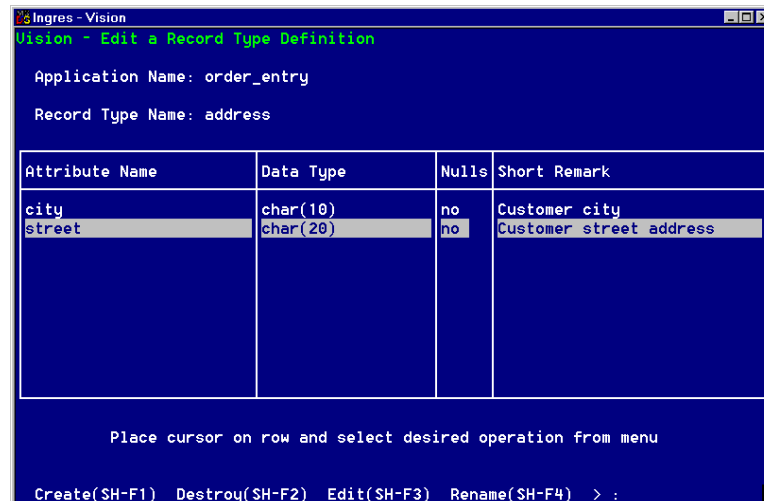 Ingres - Vision
Vision - Edit a Record Type Definition
Application Name: order_entry
Record Type Name: address
Attribute Name Data Type Nulls Short Remark
city char(10) no Customer city
street char(20) no Customer street address
Place cursor on row and select desired operation from menu
Create(SH-F1) Destroy(SH-F2) Edit(SH-F3) Rename(SH-F4) > :